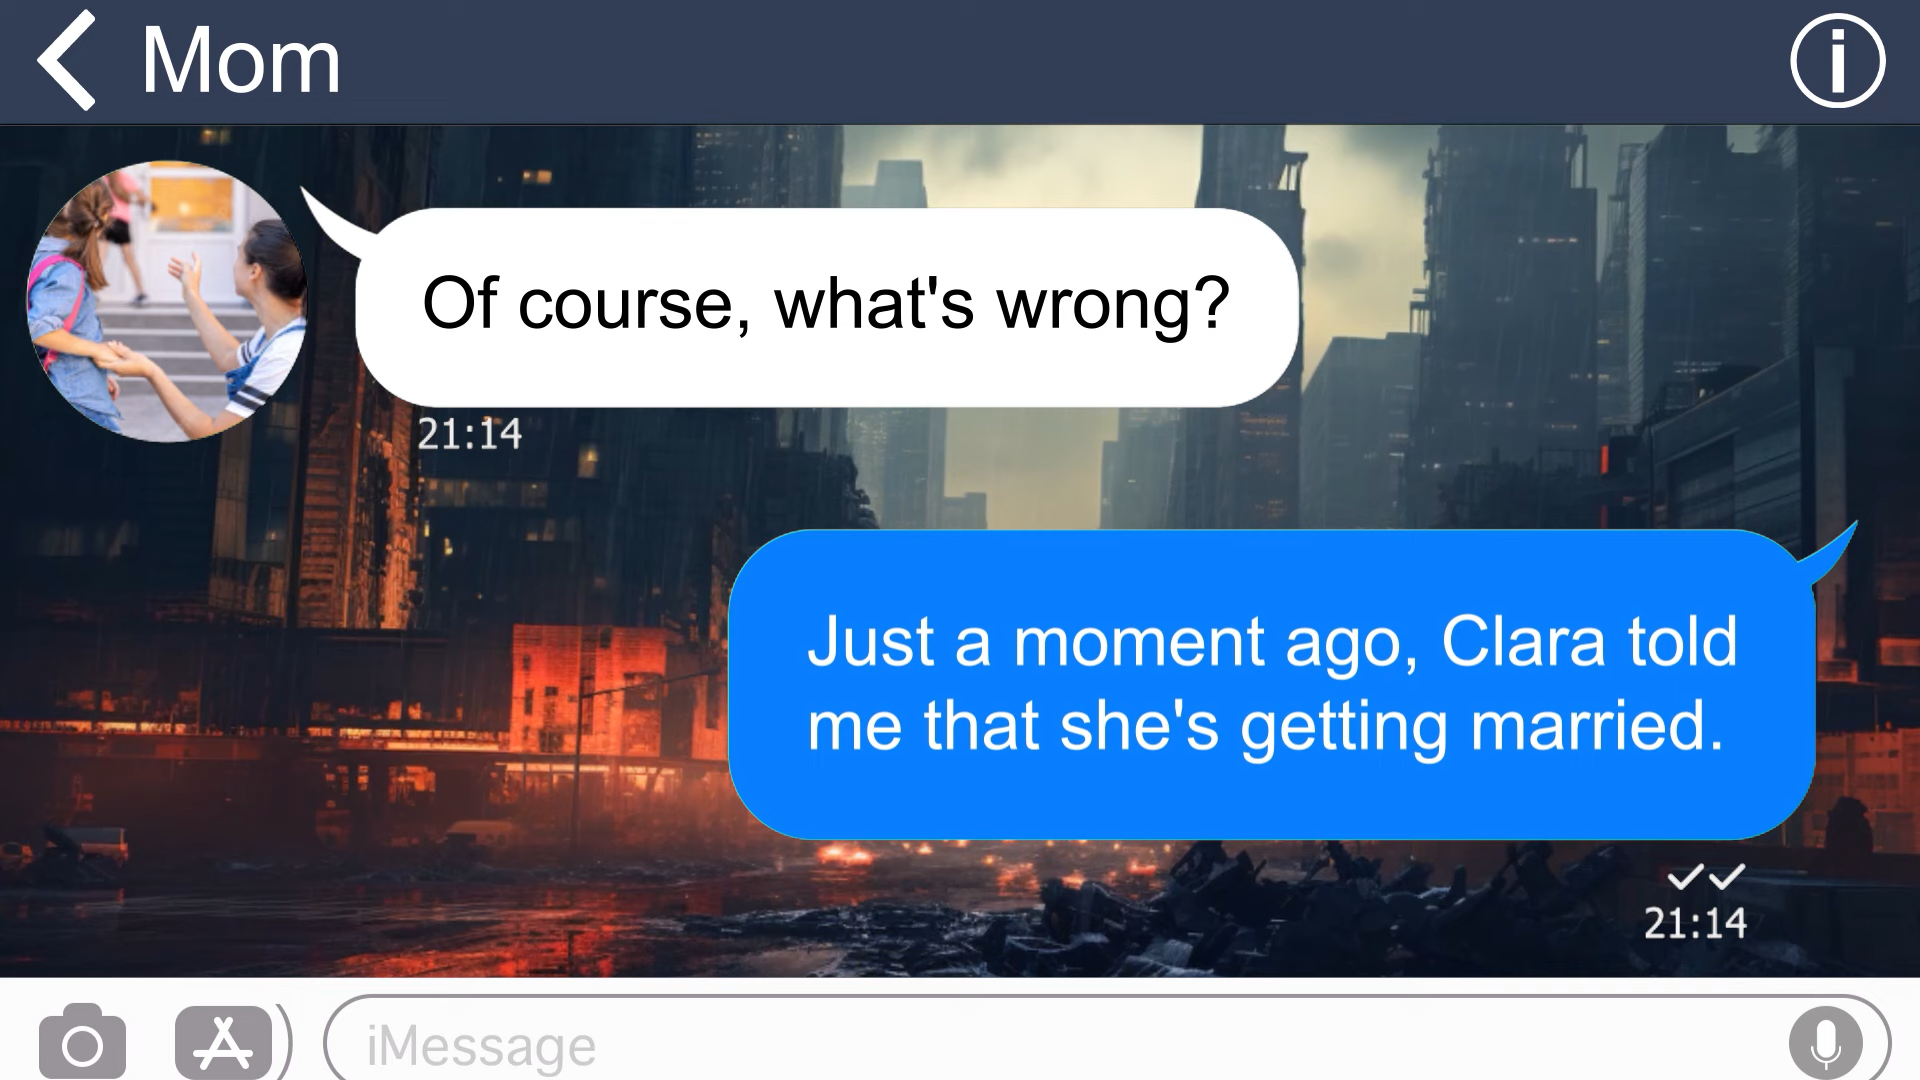 Mom
Of course, what's wrong?
21:14
Just a moment ago, Clara told
me that she's getting married.
21:14
iMessage